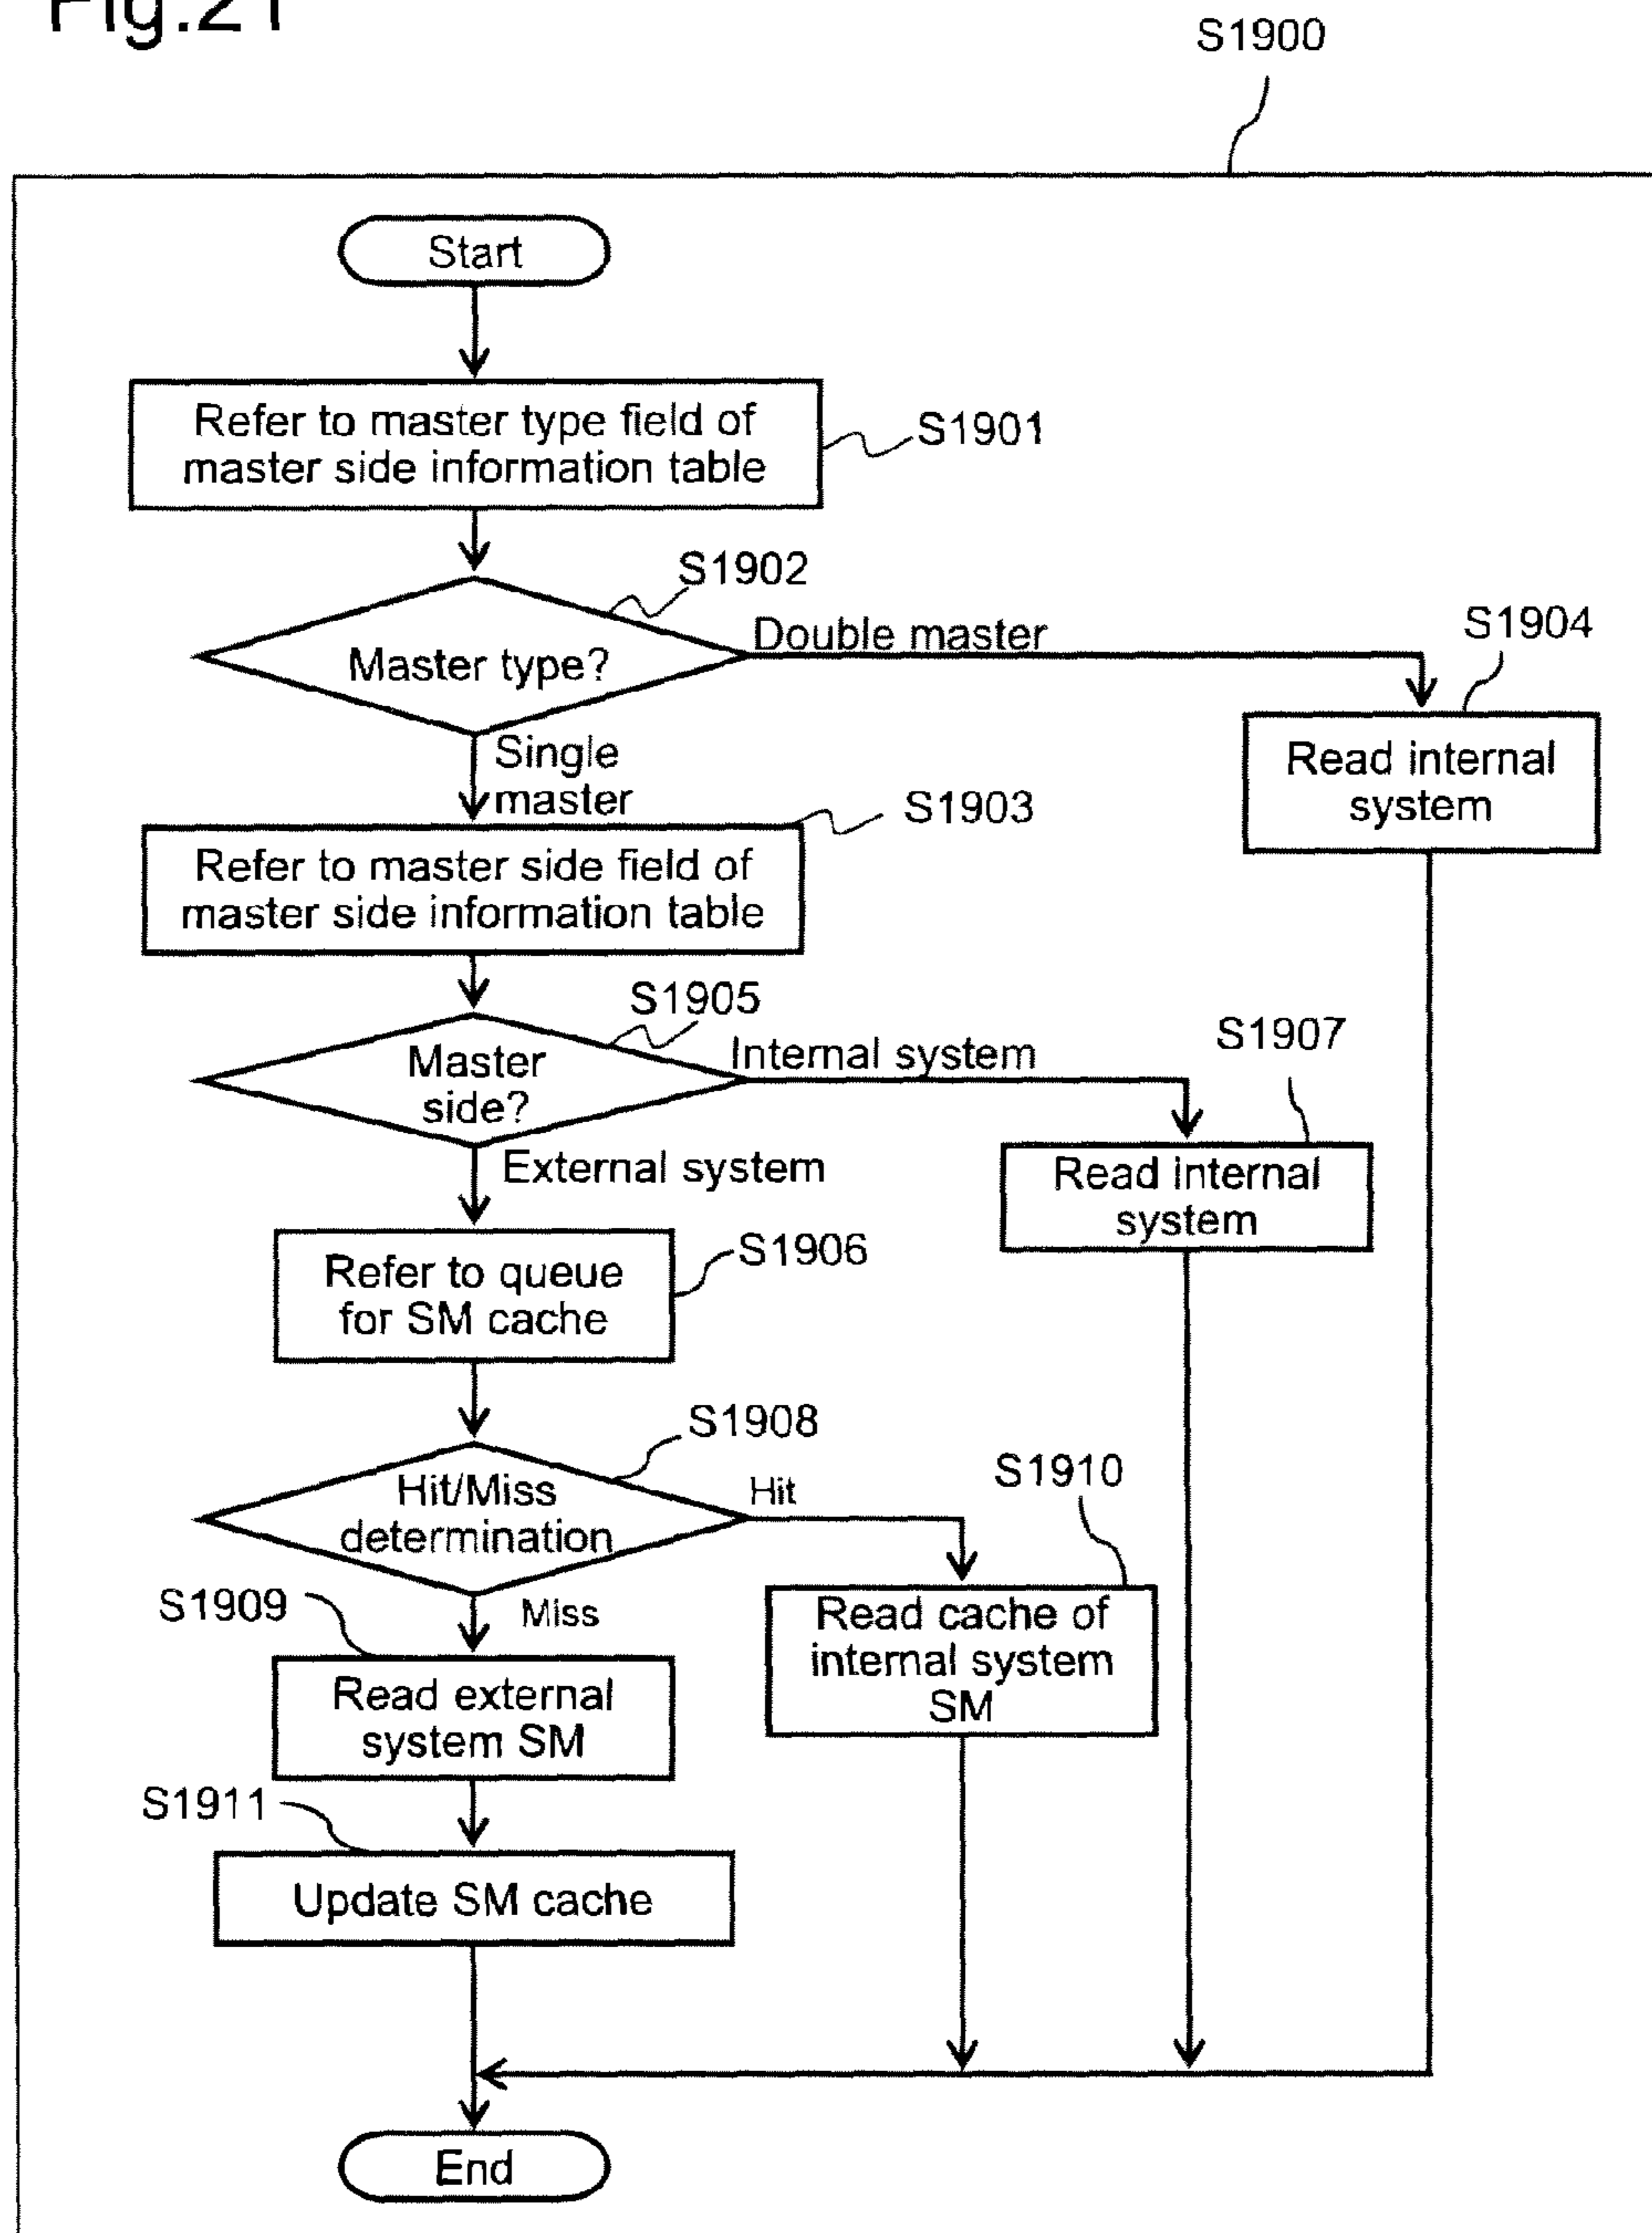 Fig.21
S1900
Start
Refer to master type field of
master side information table
S1901
S1902
Master type?
Double master
S1904
Read internal
system
Single
master
S1903
Refer to master side field of
master side information table
S1905
Master
side?
Internal system
S1907
Read internal
system
External system
S1906
Refer to queue
for SM cache
S1908
Hit/Miss
determination
Hit
S1910
Read cache of
internal system
SM
S1909
Miss
Read external
system SM
S1911
Update SM cache
End